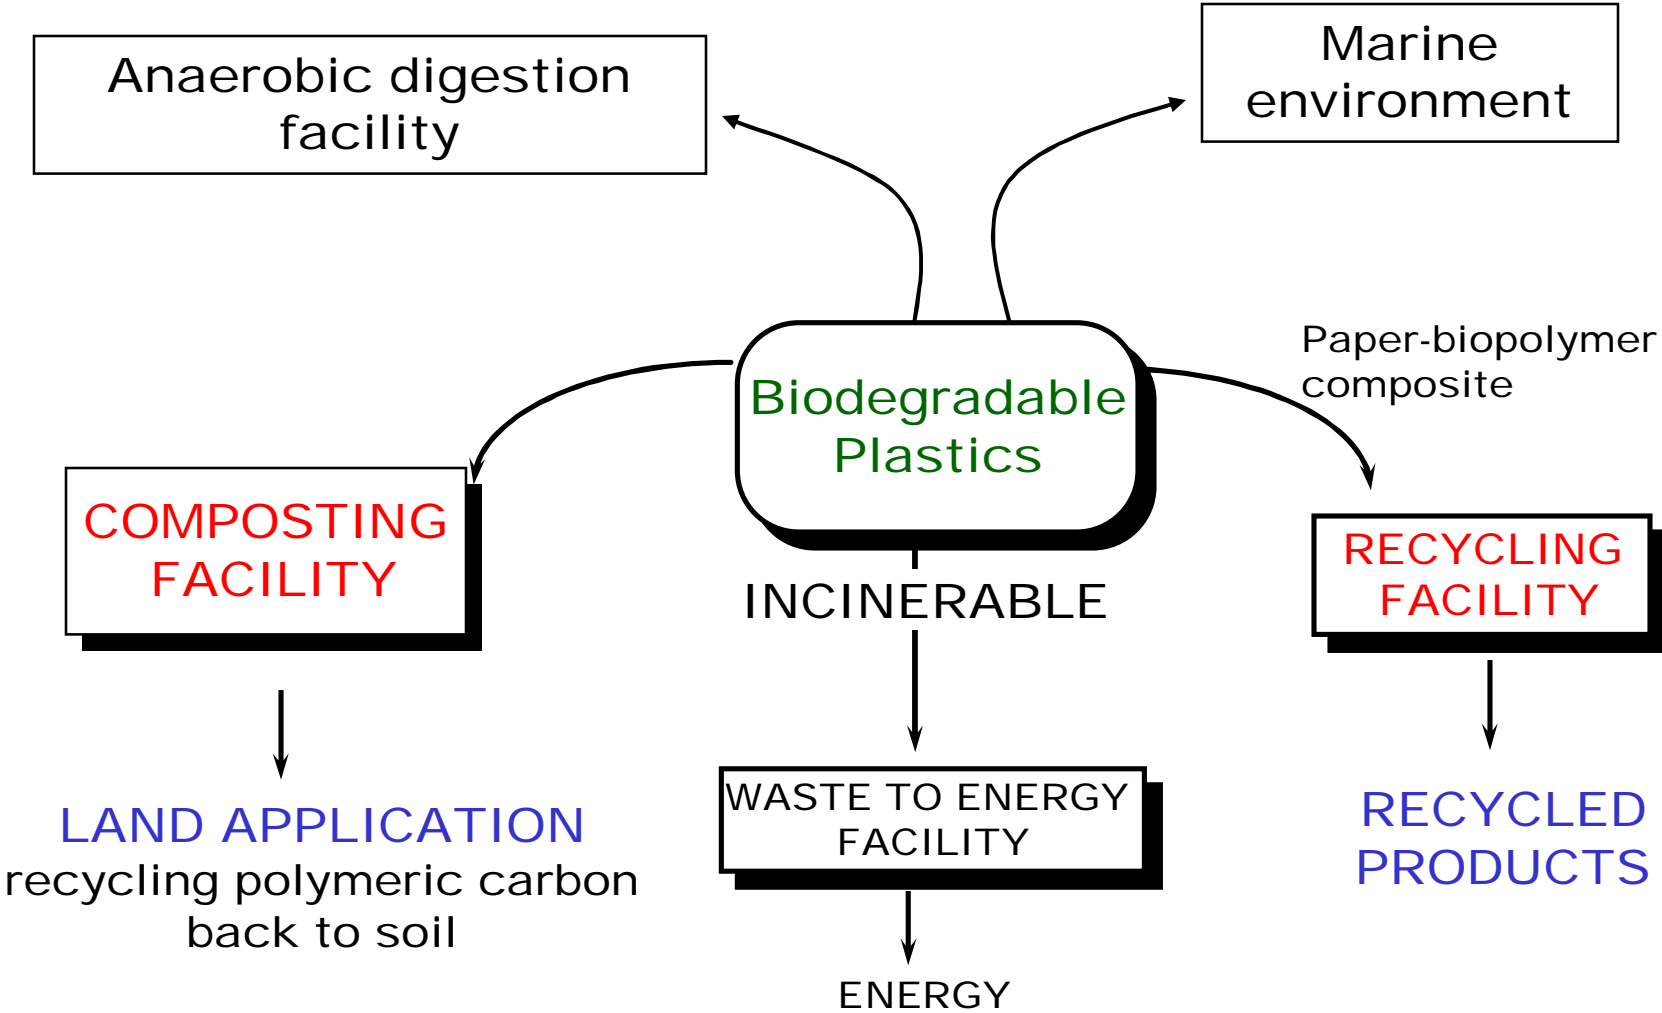 Anaerobic digestion
facility
Marine
environment
Paper-biopolymer
composite
Biodegradable
Plastics
COMPOSTING
FACILITY
INCINERABLE
RECYCLING
FACILITY
LAND APPLICATION
recycling polymeric carbon
back to soil
WASTE TO ENERGY
FACILITY
ENERGY
RECYCLED
PRODUCTS